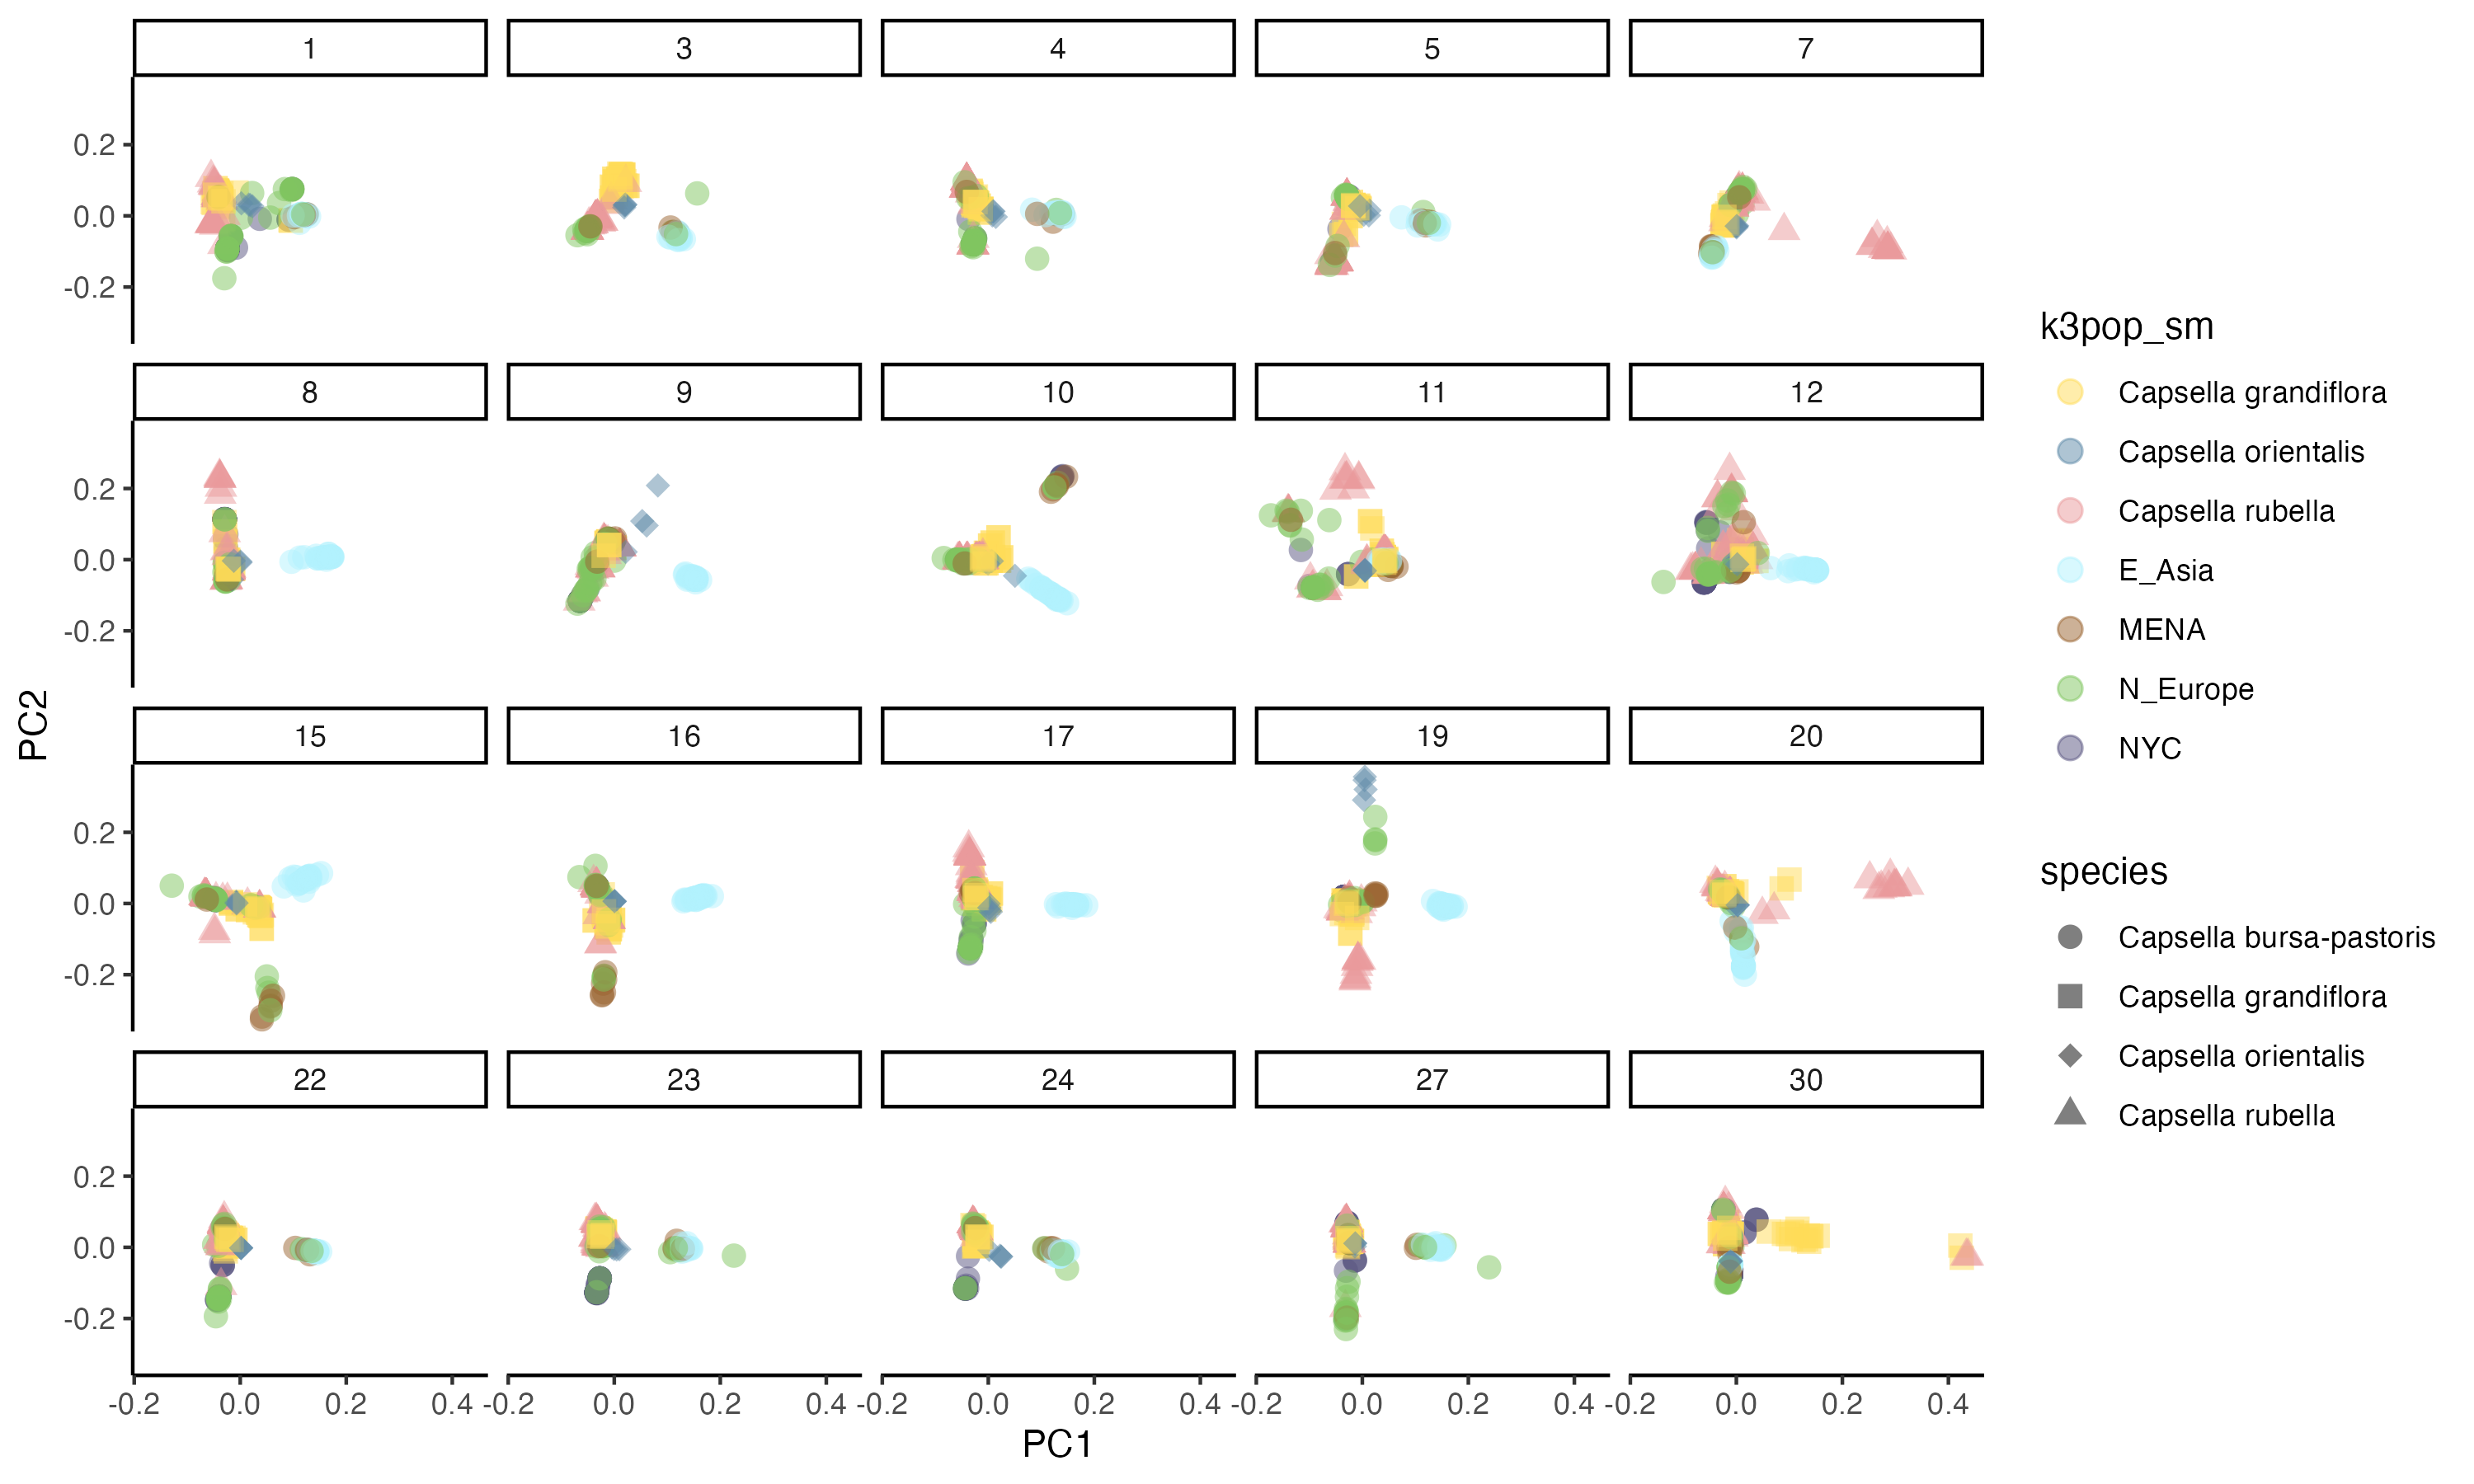 1 3 4 5 7
0.2
0.0
-0.2
8 9 10 11 12
0.2
0.0
-0.2
15 16 17 19 20
0.2
0.0
-0.2
22 23 24 27 30
0.2
0.0
-0.2
-0.2 0.0 0.2 0.4 -0.2 0.0 0.2 0.4 -0.2 0.0 0.2 0.4 -0.2 0.0 0.2 0.4 -0.2 0.0 0.2 0.4
PC1
PC2
k3pop_sm
Capsella grandiflora
Capsella orientalis
Capsella rubella
E_Asia
MENA
N_Europe
NYC
species
Capsella bursa-pastoris
Capsella grandiflora
Capsella orientalis
Capsella rubella